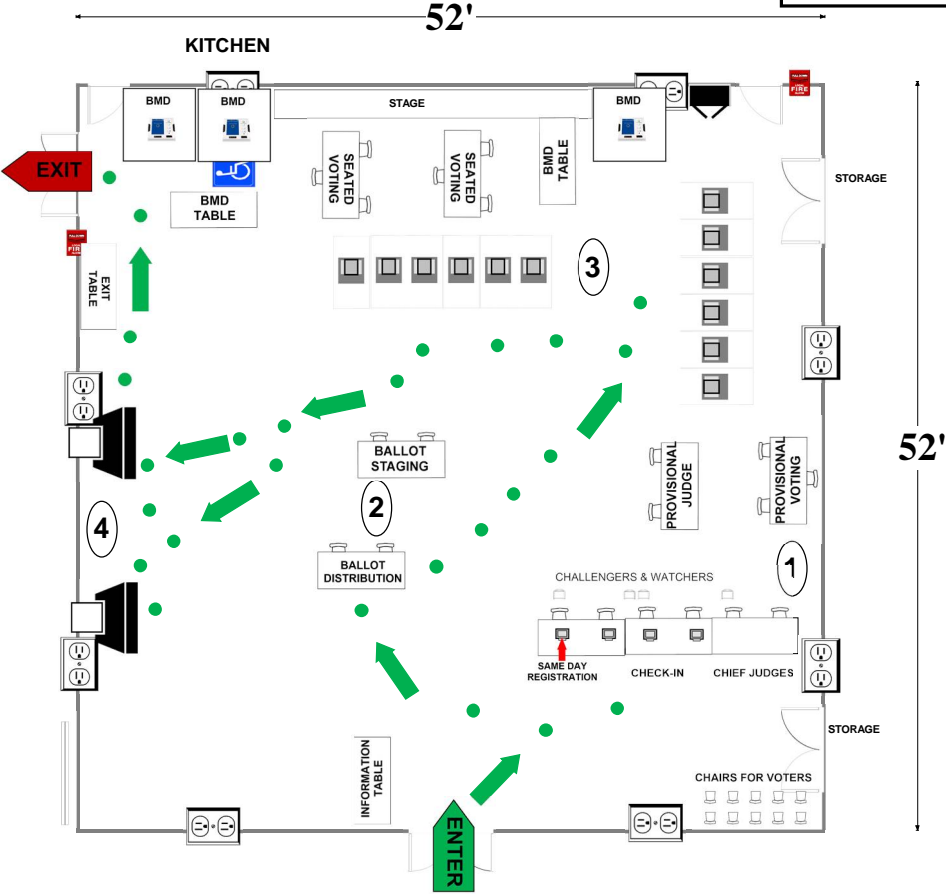 52'
KITCHEN
BMD
BMD
STAGE
BMD
FIRE
EXIT
SEATED
VOTING
SEATED
VOTING
BMD
TABLE
STORAGE
BMD
TABLE
EXIT
TABLE
3
52'
BALLOT
STAGING
PROVISIONAL
JUDGE
PROVISIONAL
VOTING
2
4
BALLOT
DISTRIBUTION
CHALLENGERS & WATCHERS
1
SAME DAY
REGISTRATION
CHECK-IN
CHIEF JUDGES
STORAGE
INFORMATION
TABLE
CHAIRS FOR VOTERS
ENTER